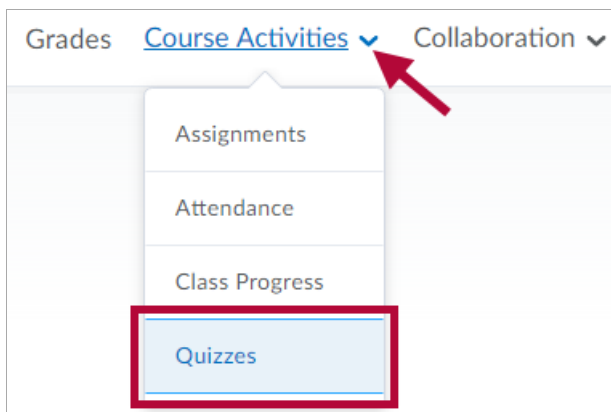 Grades Course Activities Collaboration
Assignments
Attendance
Class Progress
Quizzes